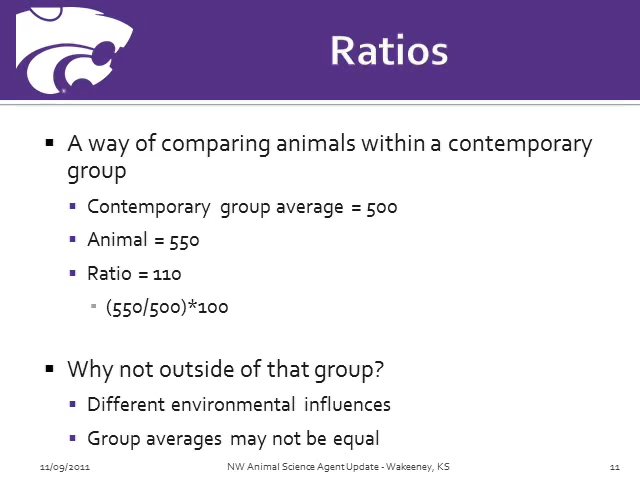 Ratios
▪ A way of comparing animals within a contemporary
group
▪ Contemporary group average = 500
▪ Animal = 550
▪ Ratio = 110
▪ (550/500)*100
▪ Why not outside of that group?
▪ Different environmental influences
▪ Group averages may not be equal
11/09/2011 NW Animal Science Agent Update - Wakeeney, KS 11